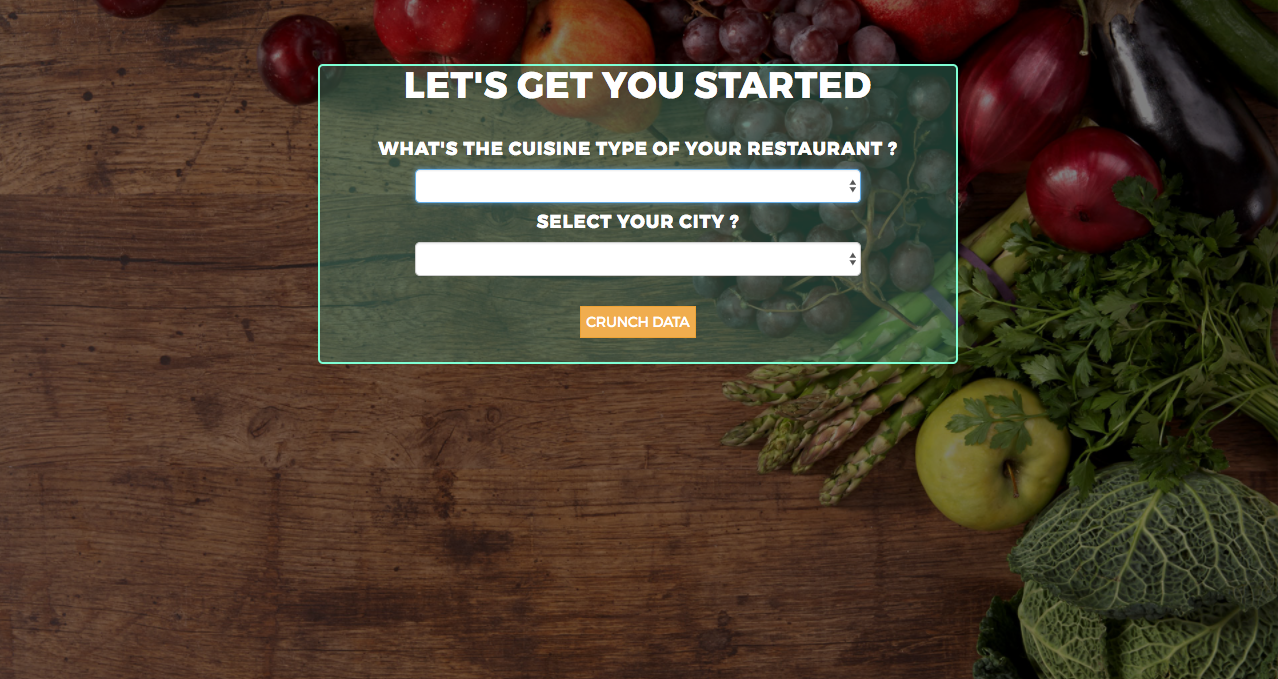 LET'S GET YOU STARTED
WHAT'S THE CUISINE TYPE OF YOUR RESTAURANT ?
SELECT YOUR CITY ?
CRUNCH DATA